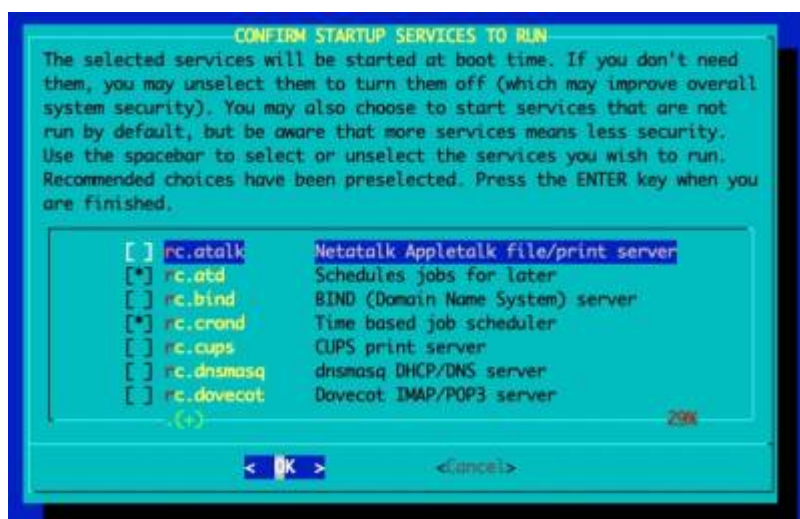 CONFIRM STARTUP SERVICES TO RUN
The selected services will be started at boot time. If you don't need
them, you may unselect them to turn them off (which may improve overall
system security). You may also choose to start services that are not
run by default, but be aware that more services means less security.
Use the spacebar to select or unselect the services you wish to run.
Recommended choices have been preselected. Press the ENTER key when you
are finished.
[ ] rc.atalk Netatalk Appletalk file/print server
[*] rc.atd Schedules jobs for later
[ ] rc.bind BIND (Domain Name System) server
[*] rc.crond Time based job scheduler
[ ] rc.cups CUPS print server
[ ] rc.dnsmasq dnsmasq DHCP/DNS server
[ ] rc.dovecot Dovecot IMAP/POP3 server
.(+) 29%
< OK > <Cancel>